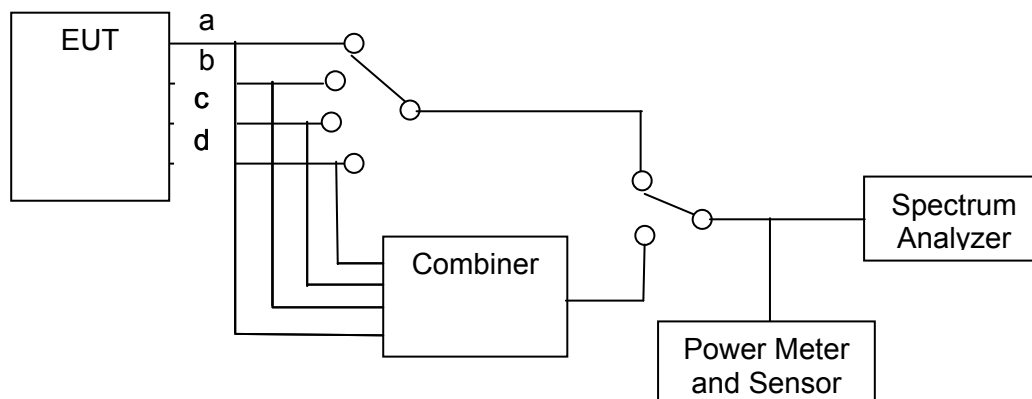 EUT
a
b
c
d
Combiner
Spectrum
Analyzer
Power Meter
and Sensor